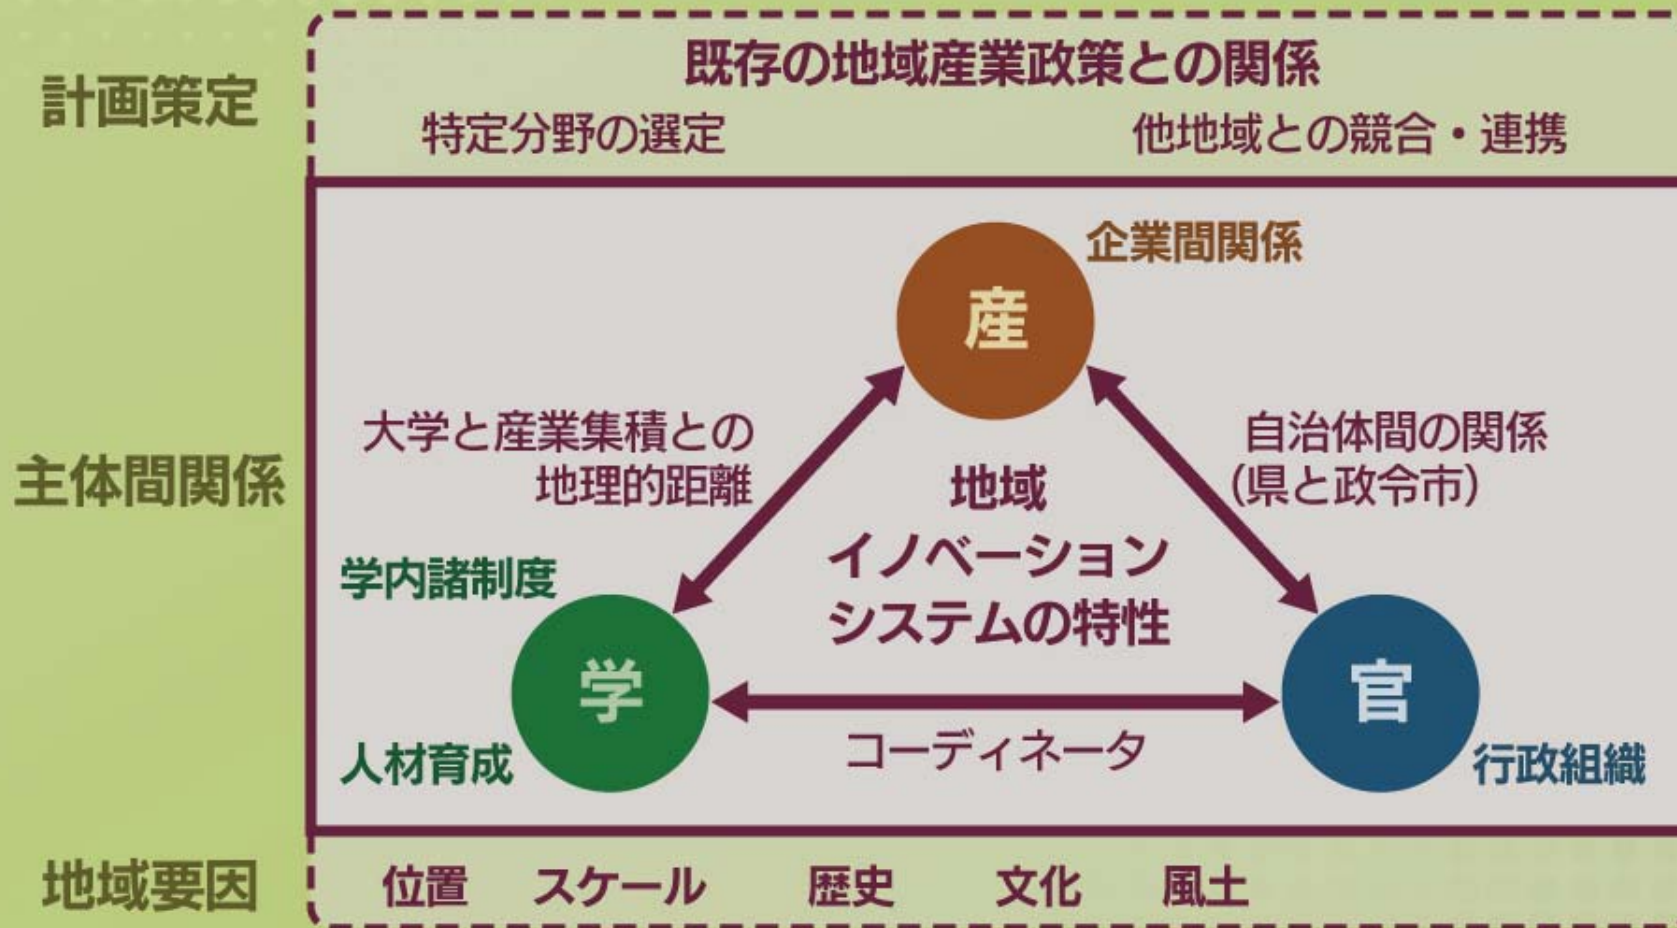 計画策定
既存の地域産業政策との関係
特定分野の選定
他地域との競合・連携
主体間関係
企業間関係
産
大学と産業集積との
地理的距離
自治体間の関係
(県と政令市)
地域
イノベーション
システムの特性
学内諸制度
学
官
人材育成
コーディネータ
行政組織
地域要因
位置
スケール
歴史
文化
風土